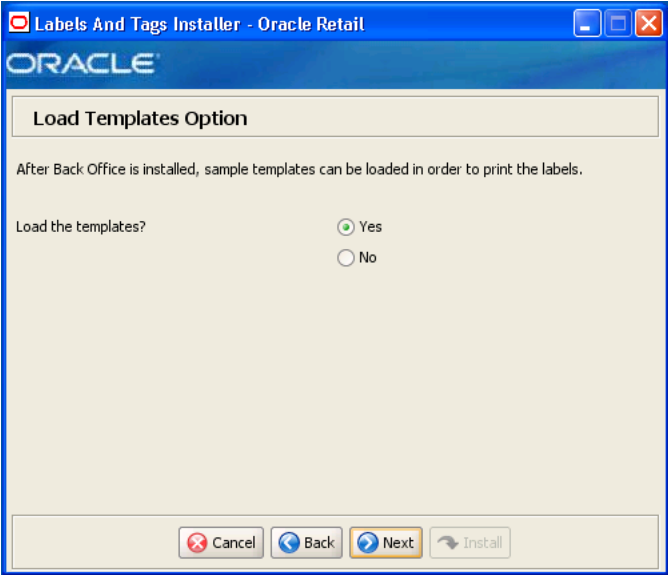 Labels And Tags Installer - Oracle Retail
ORACLE
Load Templates Option
After Back Office is installed, sample templates can be loaded in order to print the labels.
Load the templates? Yes
No
Cancel Back Next Install